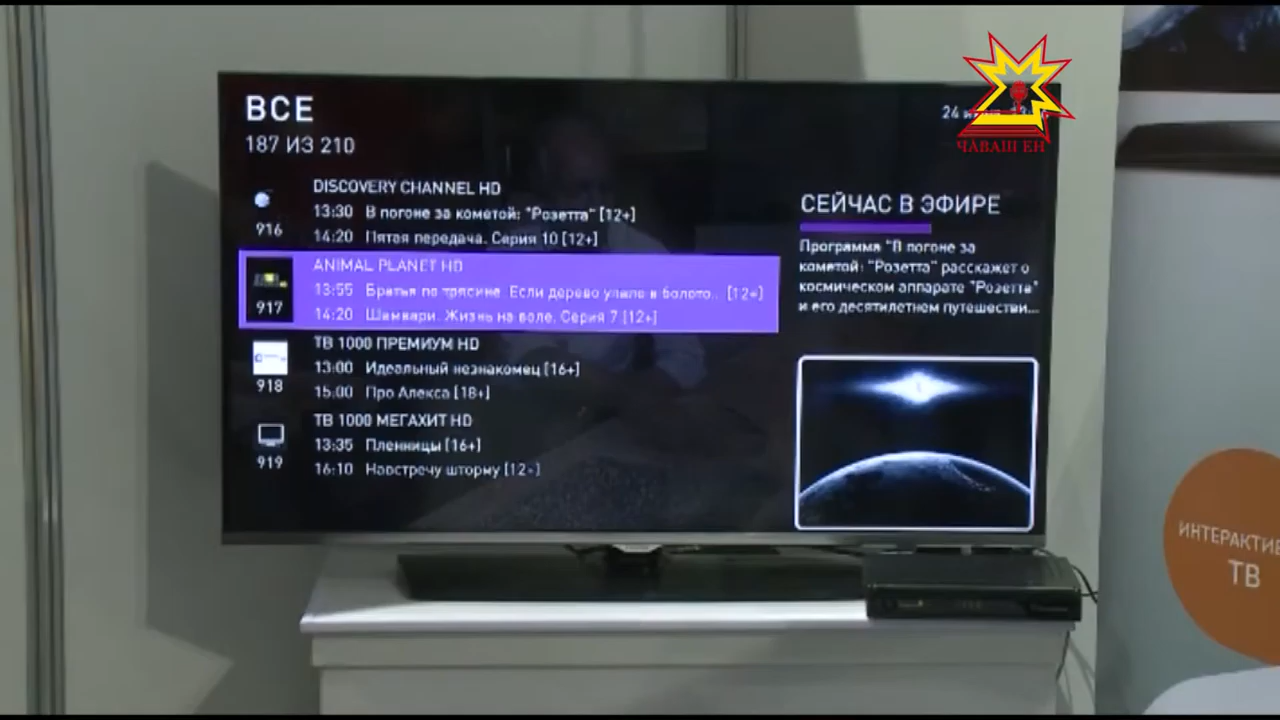 ВСЕ
187 ИЗ 210
24
ЧӐВАШ ЕН
DISCOVERY CHANNEL HD
916
13:30 В погоне за кометой: "Розетта" [12+]
14:20 Пятая передача. Серия 10 [12+]
ANIMAL PLANET HD
917
13:55 Братья по трясине. Если дерево упало в болото.. [12+]
14:20 Шамвари. Жизнь на воле. Серия 7 [12+]
ТВ 1000 ПРЕМИУМ HD
918
13:00 Идеальный незнакомец [16+]
15:00 Про Алекса [18+]
ТВ 1000 МЕГАХИТ HD
919
13:35 Пленницы [16+]
16:10 Навстречу шторму [12+]
СЕЙЧАС В ЭФИРЕ
Программа "В погоне за
кометой: "Розетта" расскажет о
космическом аппарате "Розетта"
и его десятилетнем путешестви...
ИНТЕРАКТИВ
ТВ